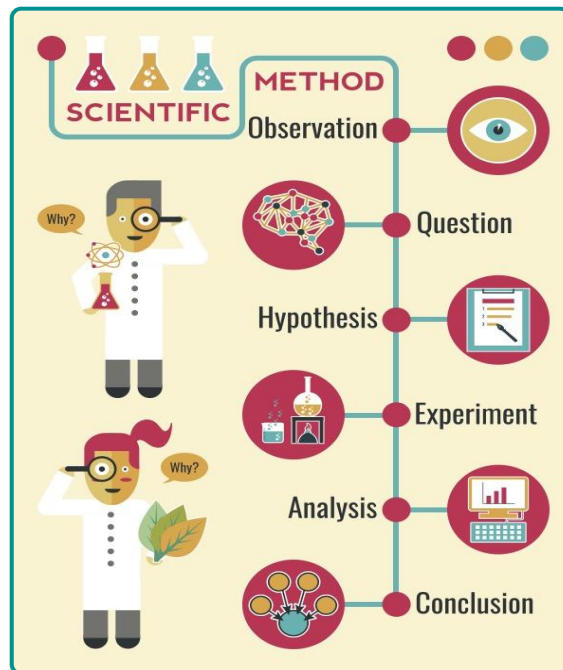 SCIENTIFIC METHOD
Observation
Why?
Question
Hypothesis
Experiment
Why?
Analysis
Conclusion